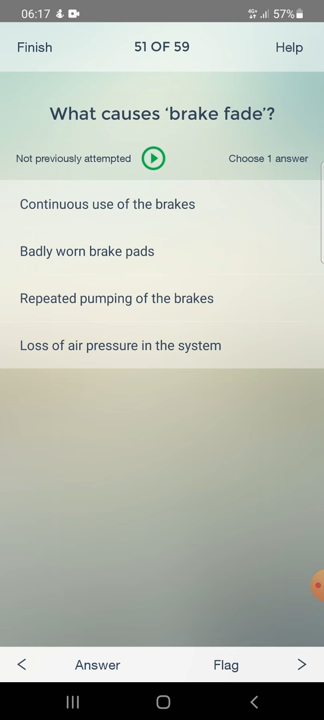 06:17 4G+ 57%
Finish 51 OF 59 Help
What causes ‘brake fade’?
Not previously attempted Choose 1 answer
Continuous use of the brakes
Badly worn brake pads
Repeated pumping of the brakes
Loss of air pressure in the system
< Answer Flag >